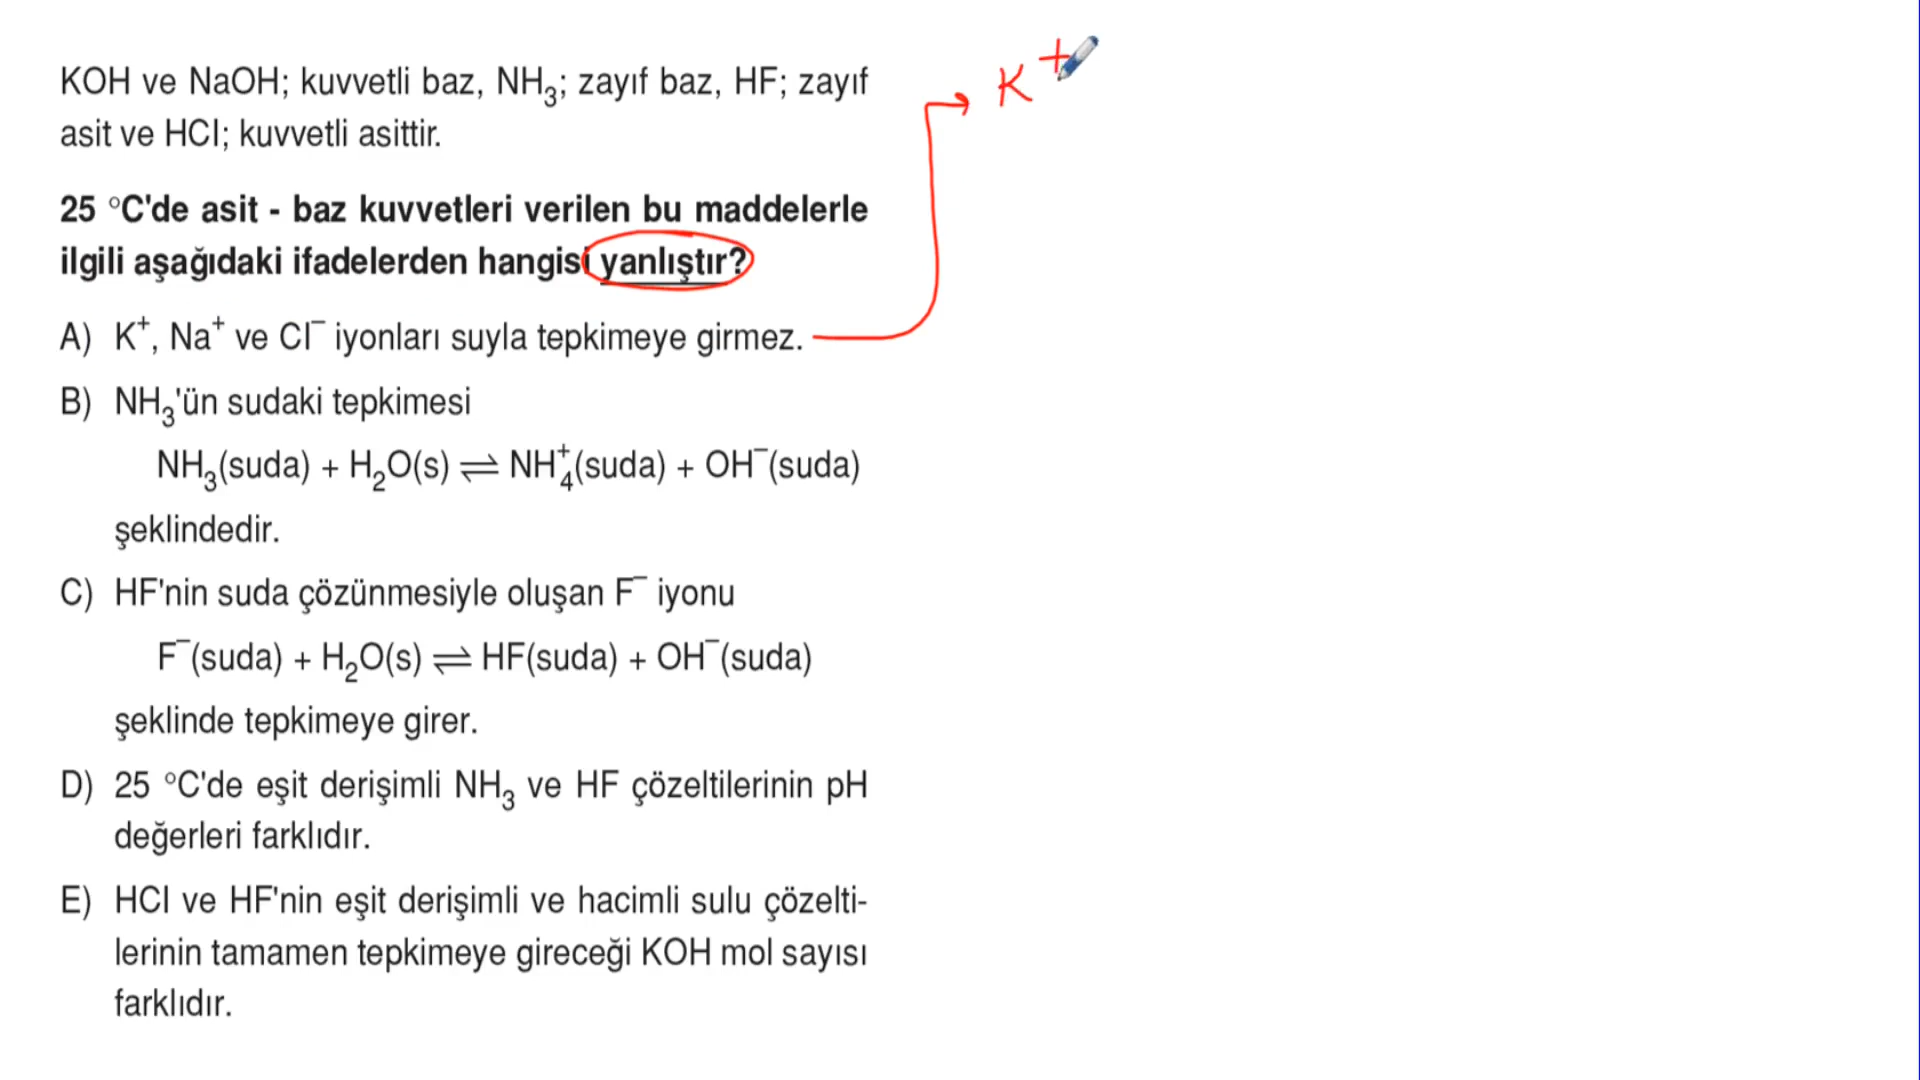 KOH ve NaOH; kuvvetli baz, NH₃; zayıf baz, HF; zayıf
asit ve HCl; kuvvetli asittir.
25 °C'de asit - baz kuvvetleri verilen bu maddelerle
ilgili aşağıdaki ifadelerden hangisi yanlıştır?
A) K⁺, Na⁺ ve Cl⁻ iyonları suyla tepkimeye girmez.
B) NH₃'ün sudaki tepkimesi
NH₃(suda) + H₂O(s) ⇌ NH₄⁺(suda) + OH⁻(suda)
şeklindedir.
C) HF'nin suda çözünmesiyle oluşan F⁻ iyonu
F⁻(suda) + H₂O(s) ⇌ HF(suda) + OH⁻(suda)
şeklinde tepkimeye girer.
D) 25 °C'de eşit derişimli NH₃ ve HF çözeltilerinin pH
değerleri farklıdır.
E) HCl ve HF'nin eşit derişimli ve hacimli sulu çözelti-
lerinin tamamen tepkimeye gireceği KOH mol sayısı
farklıdır.
K⁺